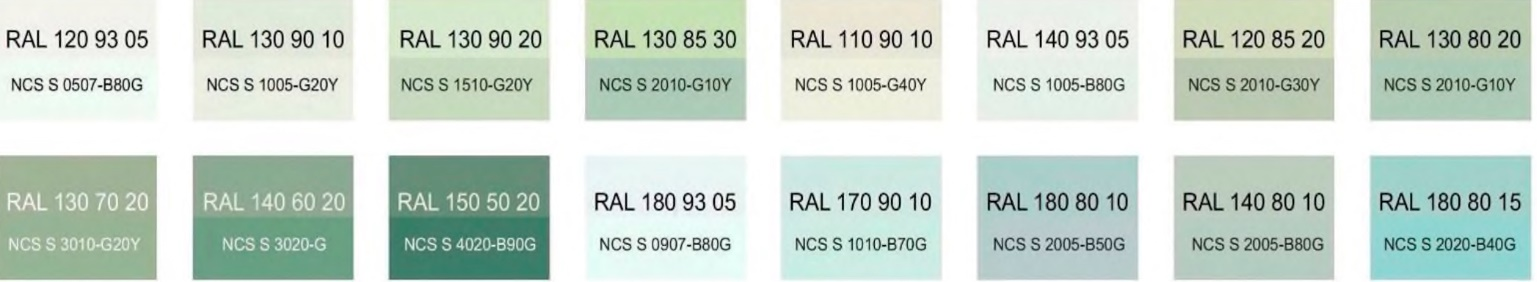 RAL 120 93 05
NCS S 0507-B80G
RAL 130 90 10
NCS S 1005-G20Y
RAL 130 90 20
NCS S 1510-G20Y
RAL 130 85 30
NCS S 2010-G10Y
RAL 110 90 10
NCS S 1005-G40Y
RAL 140 93 05
NCS S 1005-B80G
RAL 120 85 20
NCS S 2010-G30Y
RAL 130 80 20
NCS S 2010-G10Y
RAL 130 70 20
NCS S 3010-G20Y
RAL 140 60 20
NCS S 3020-G
RAL 150 50 20
NCS S 4020-B90G
RAL 180 93 05
NCS S 0907-B80G
RAL 170 90 10
NCS S 1010-B70G
RAL 180 80 10
NCS S 2005-B50G
RAL 140 80 10
NCS S 2005-B80G
RAL 180 80 15
NCS S 2020-B40G